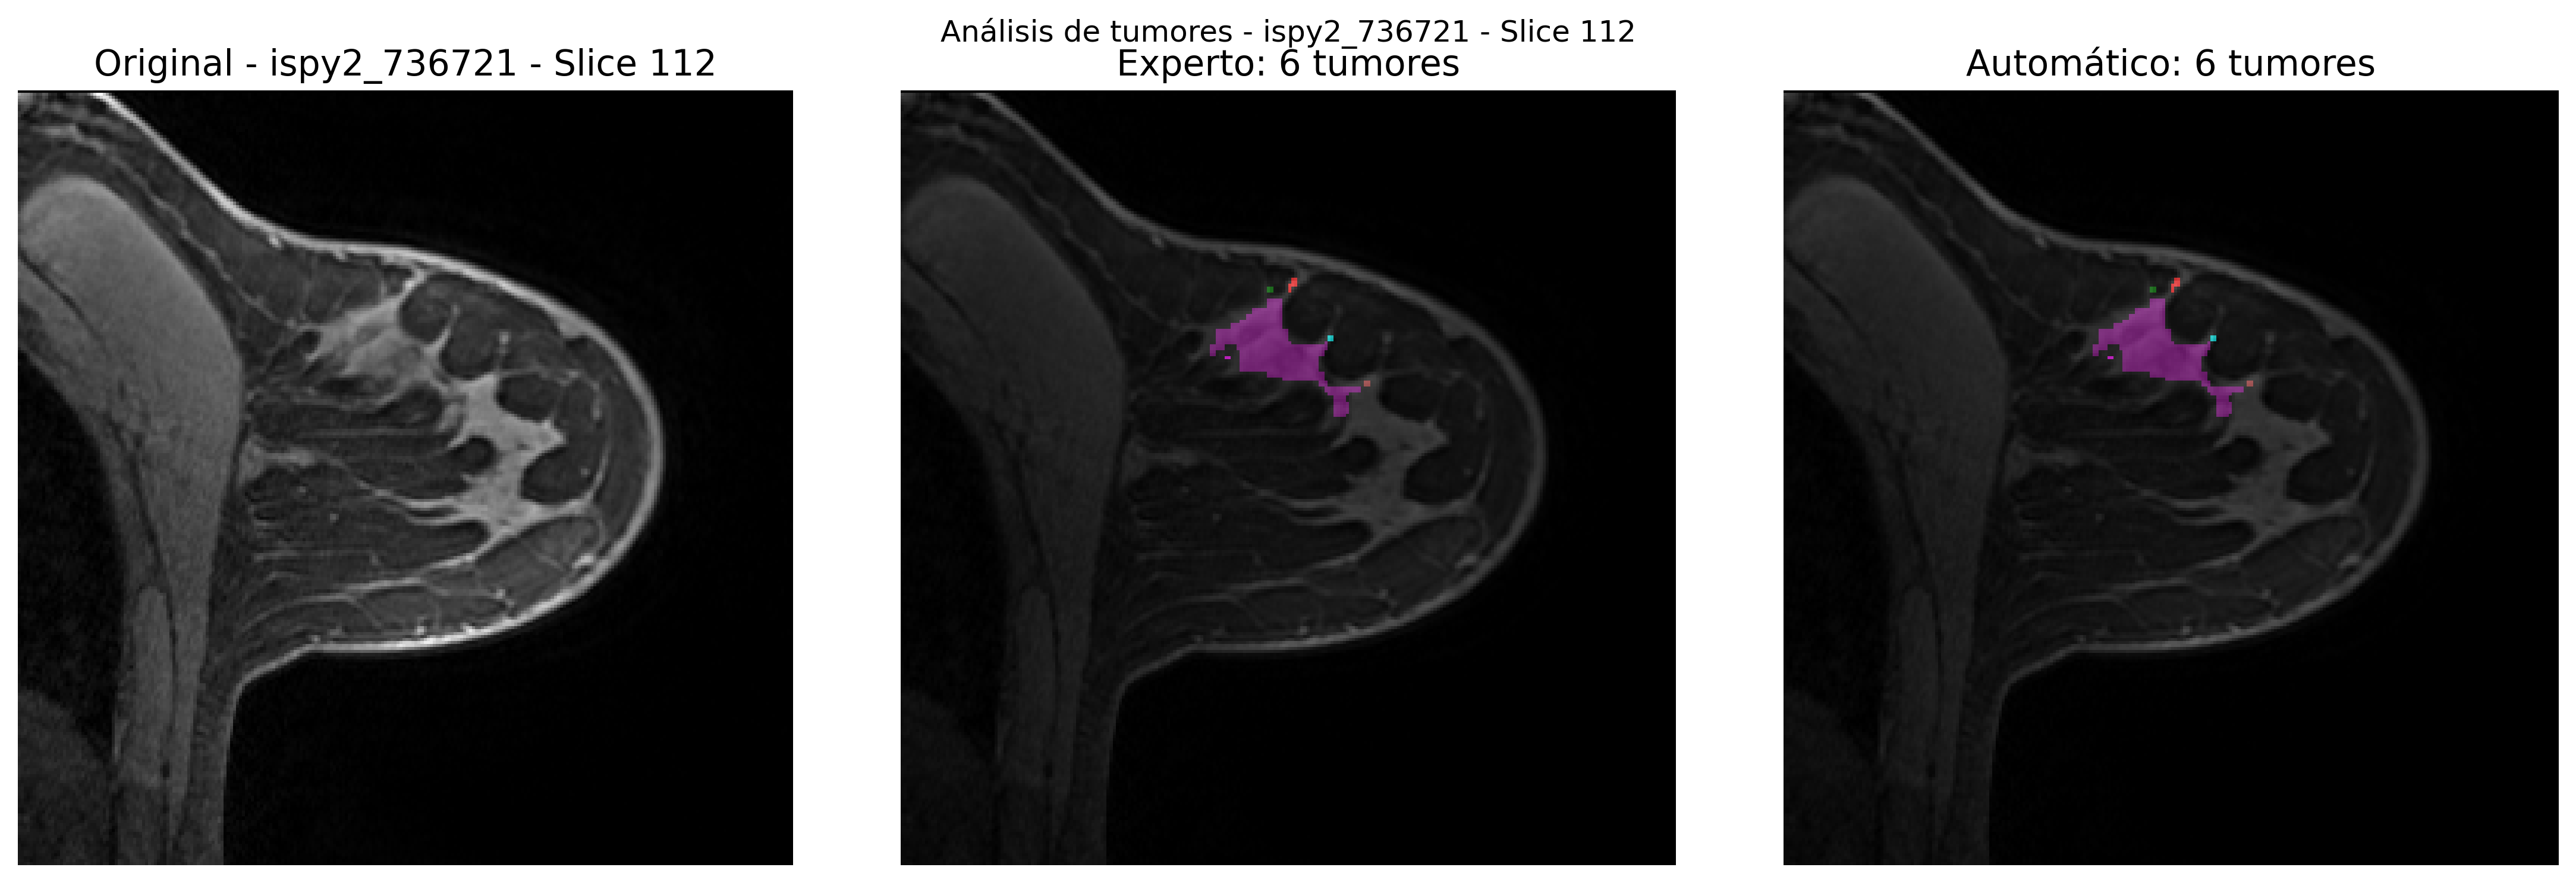 Análisis de tumores - ispy2_736721 - Slice 112
Original - ispy2_736721 - Slice 112
Experto: 6 tumores
Automático: 6 tumores